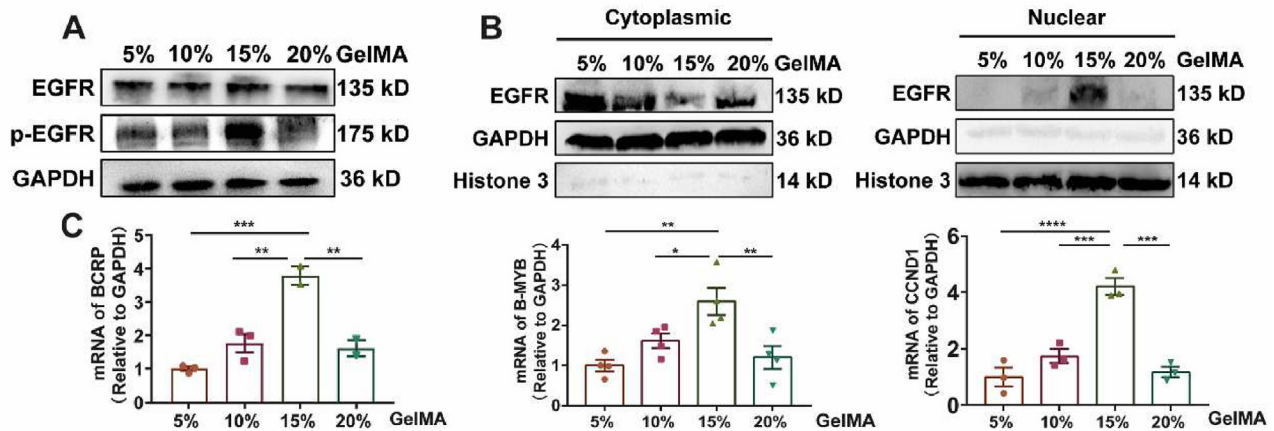 A
5% 10% 15% 20% GelMA
EGFR 135 kD
p-EGFR 175 kD
GAPDH 36 kD
B
Cytoplasmic
5% 10% 15% 20% GelMA
EGFR 135 kD
GAPDH 36 kD
Histone 3 14 kD
Nuclear
5% 10% 15% 20% GelMA
EGFR 135 kD
GAPDH 36 kD
Histone 3 14 kD
C
mRNA of BCRP
(Relative to GAPDH)
5
4
3
2
1
0
***
** **
5% 10% 15% 20% GelMA
mRNA of B-MYB
(Relative to GAPDH)
4
3
2
1
0
**
* **
5% 10% 15% 20% GelMA
mRNA of CCND1
(Relative to GAPDH)
6
4
2
0
****
*** ***
5% 10% 15% 20% GelMA